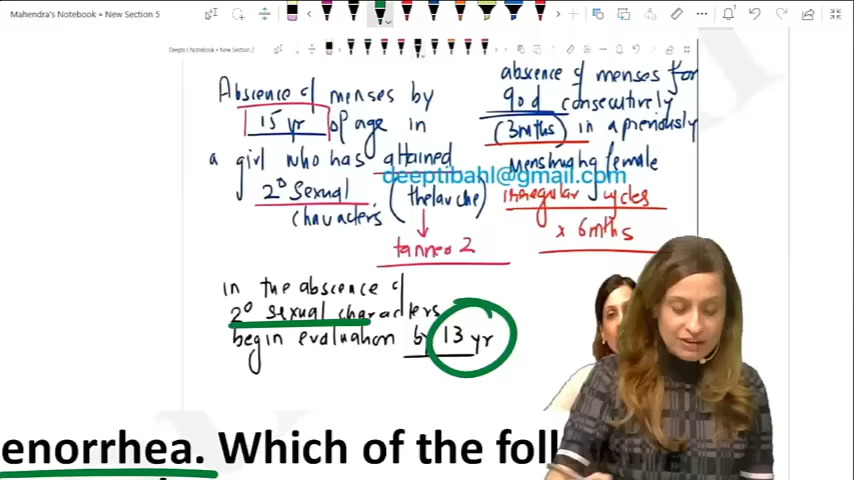 Mahendra's Notebook » New Section 5
Deepti's Notebook » New Section 2
Absence of menses by
15 yr of age in
a girl who has attained
2° sexual
characters. (thelarche)
tanner 2
absence of menses for
90d consecutively
(3mths) in a previously
Menstruating female
irregular cycles
x 6mths
deeptibahl@gmail.com
In the absence of
2° sexual characters
begin evaluation by 13 yr
enorrhea. Which of the foll